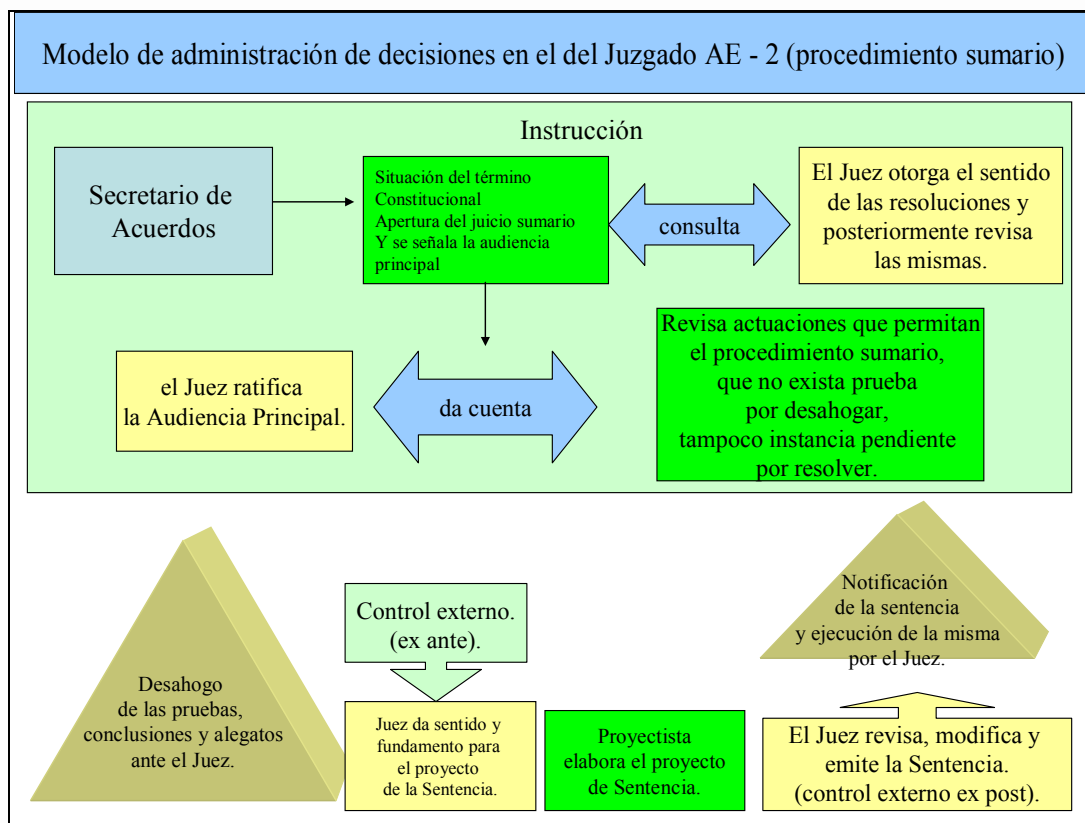 Modelo de administración de decisiones en el del Juzgado AE - 2 (procedimiento sumario)
Instrucción
Secretario de
Acuerdos
Situación del término
Constitucional
Apertura del juicio sumario
Y se señala la audiencia
principal
consulta
El Juez otorga el sentido
de las resoluciones y
posteriormente revisa
las mismas.
el Juez ratifica
la Audiencia Principal.
da cuenta
Revisa actuaciones que permitan
el procedimiento sumario,
que no exista prueba
por desahogar,
tampoco instancia pendiente
por resolver.
Desahogo
de las pruebas,
conclusiones y alegatos
ante el Juez.
Control externo.
(ex ante).
Juez da sentido y
fundamento para
el proyecto
de la Sentencia.
Proyectista
elabora el proyecto
de Sentencia.
Notificación
de la sentencia
y ejecución de la misma
por el Juez.
El Juez revisa, modifica y
emite la Sentencia.
(control externo ex post).